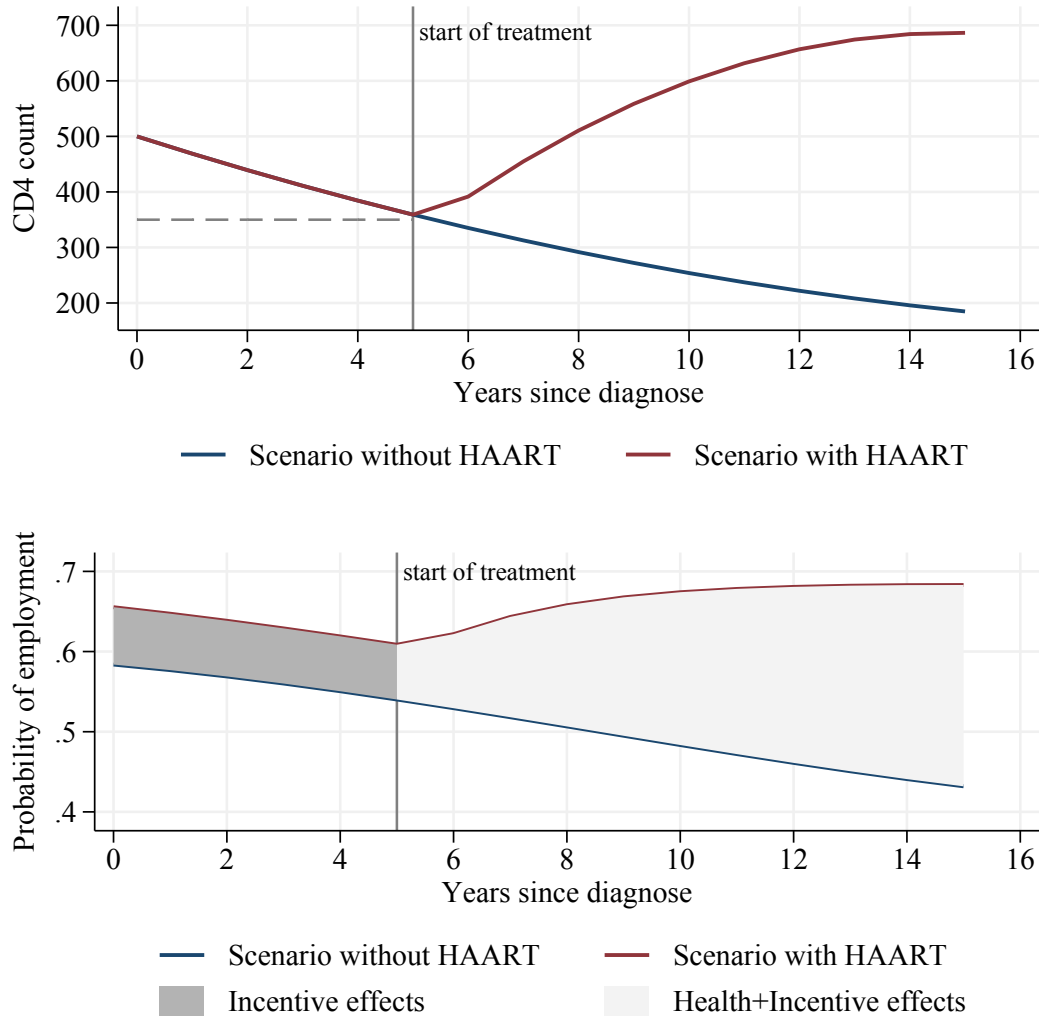 700
600
500
400
300
200
CD4 count
start of treatment
0 2 4 6 8 10 12 14 16
Years since diagnose
Scenario without HAART Scenario with HAART
.7
.6
.5
.4
Probability of employment
start of treatment
0 2 4 6 8 10 12 14 16
Years since diagnose
Scenario without HAART Scenario with HAART
Incentive effects Health+Incentive effects